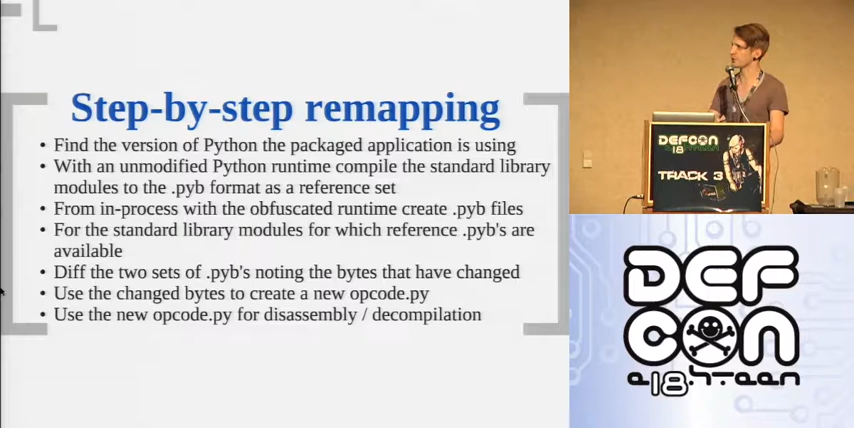 Step-by-step remapping
• Find the version of Python the packaged application is using
• With an unmodified Python runtime compile the standard library
modules to the .pyb format as a reference set
• From in-process with the obfuscated runtime create .pyb files
• For the standard library modules for which reference .pyb's are
available
• Diff the two sets of .pyb's noting the bytes that have changed
• Use the changed bytes to create a new opcode.py
• Use the new opcode.py for disassembly / decompilation
DEFCON
18
TRACK 3
DEF
CON
e18h-teen